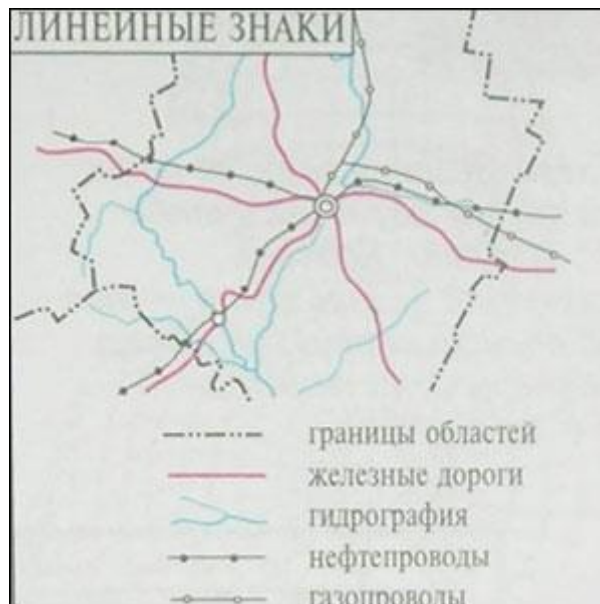 ЛИНЕЙНЫЕ ЗНАКИ
границы областей
железные дороги
гидрография
нефтепроводы
газопроводы